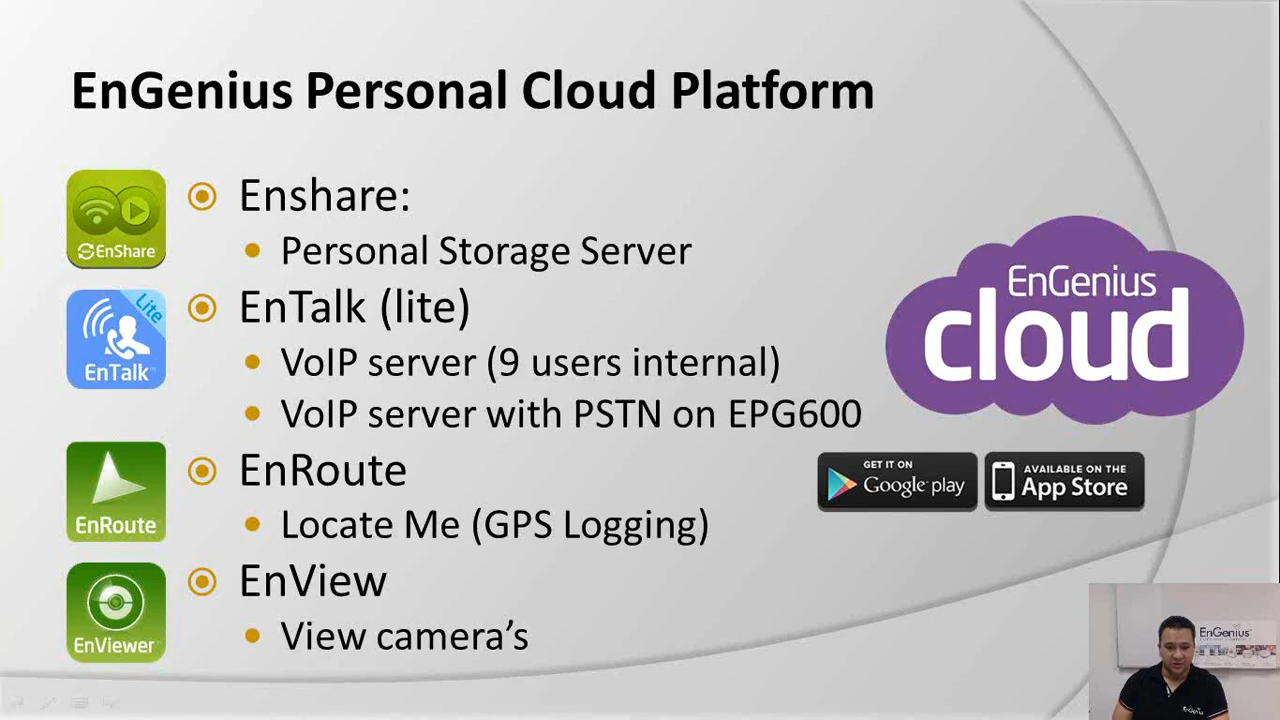 EnGenius Personal Cloud Platform
EnShare
Enshare:
Personal Storage Server
Lite
EnTalk
EnTalk (lite)
VoIP server (9 users internal)
VoIP server with PSTN on EPG600
EnGenius
cloud
EnRoute
EnRoute
Locate Me (GPS Logging)
GET IT ON
Google play
AVAILABLE ON THE
App Store
EnViewer
EnView
View camera's
EnGenius
EnGenius